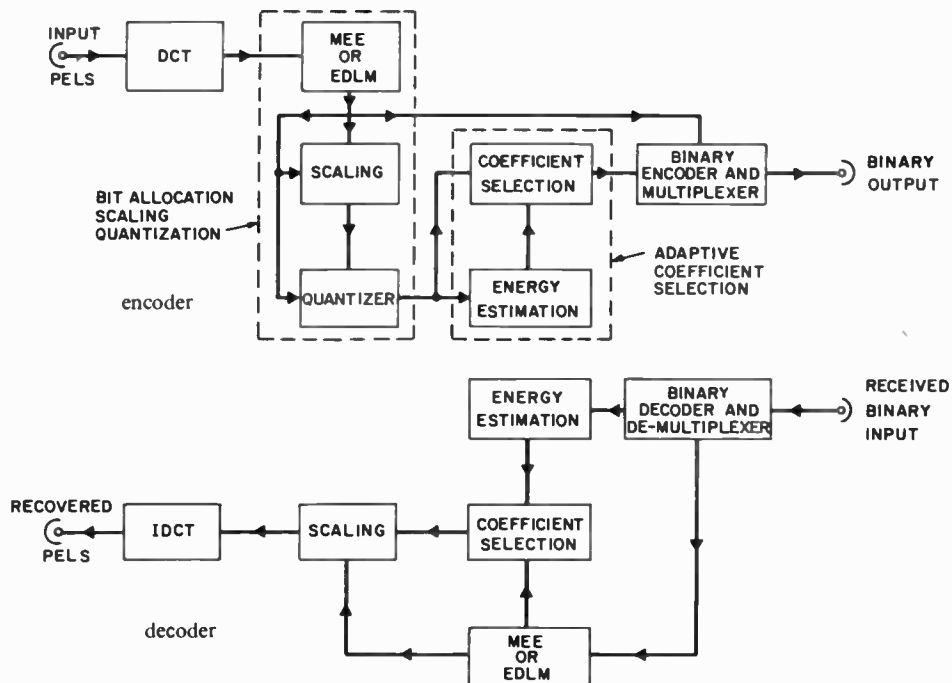 INPUT
PELS
DCT
MEE
OR
EDLM
SCALING
QUANTIZER
BIT ALLOCATION
SCALING
QUANTIZATION
encoder
COEFFICIENT
SELECTION
ENERGY
ESTIMATION
ADAPTIVE
COEFFICIENT
SELECTION
BINARY
ENCODER AND
MULTIPLEXER
BINARY
OUTPUT
ENERGY
ESTIMATION
BINARY
DECODER AND
DE-MULTIPLEXER
RECEIVED
BINARY
INPUT
RECOVERED
PELS
IDCT
SCALING
COEFFICIENT
SELECTION
decoder
MEE
OR
EDLM